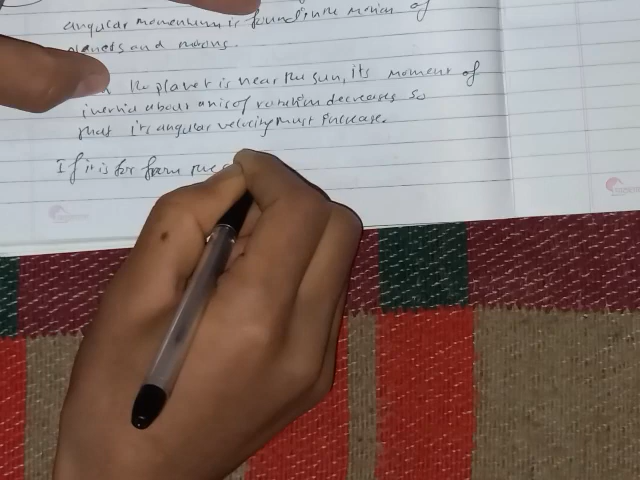 angular momentum is found in the motion of
planets and moons.
the planet is near the sun, its moment of
inertia about axis of rotation decreases so
that its angular velocity must increase.
If it is far from the